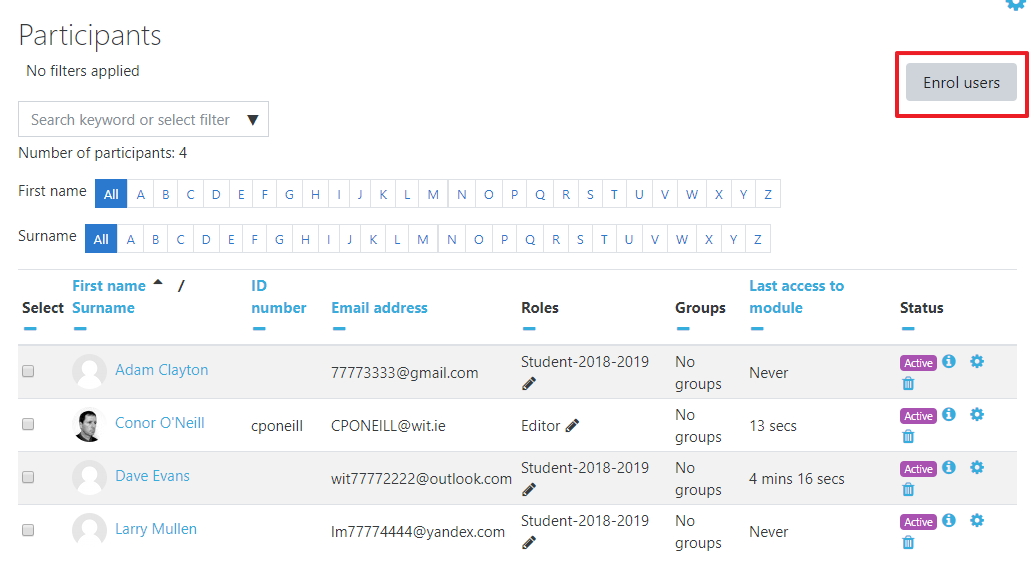 Participants
No filters applied
Enrol users
Search keyword or select filter ▼
Number of participants: 4
First name All A B C D E F G H I J K L M N O P Q R S T U V W X Y Z
Surname All A B C D E F G H I J K L M N O P Q R S T U V W X Y Z
Select First name / Surname ID number Email address Roles Groups Last access to module Status
Adam Clayton 77773333@gmail.com Student-2018-2019 No groups Never Active
Conor O'Neill cponeill CPONEILL@wit.ie Editor No groups 13 secs Active
Dave Evans wit77772222@outlook.com Student-2018-2019 No groups 4 mins 16 secs Active
Larry Mullen lm77774444@yandex.com Student-2018-2019 No groups Never Active